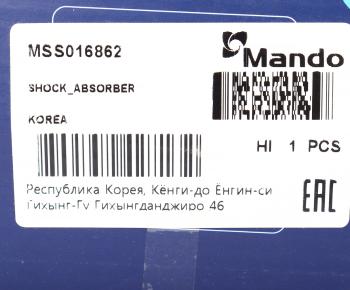 MSS016862
Mando
SHOCK_ABSORBER
KOREA
HI 1 PCS
Республика Корея, Кёнги-до Ёнгин-си
Гихынг-Гу Гихынгданджиро 46
EAC